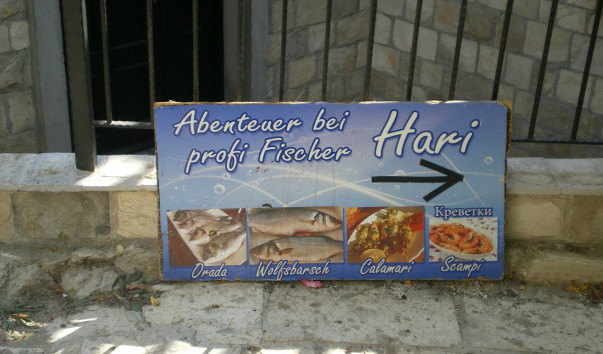 Abenteuer bei
profi Fischer
Hari
Креветки
Orada Wolfsbarsch Calamari Scampi